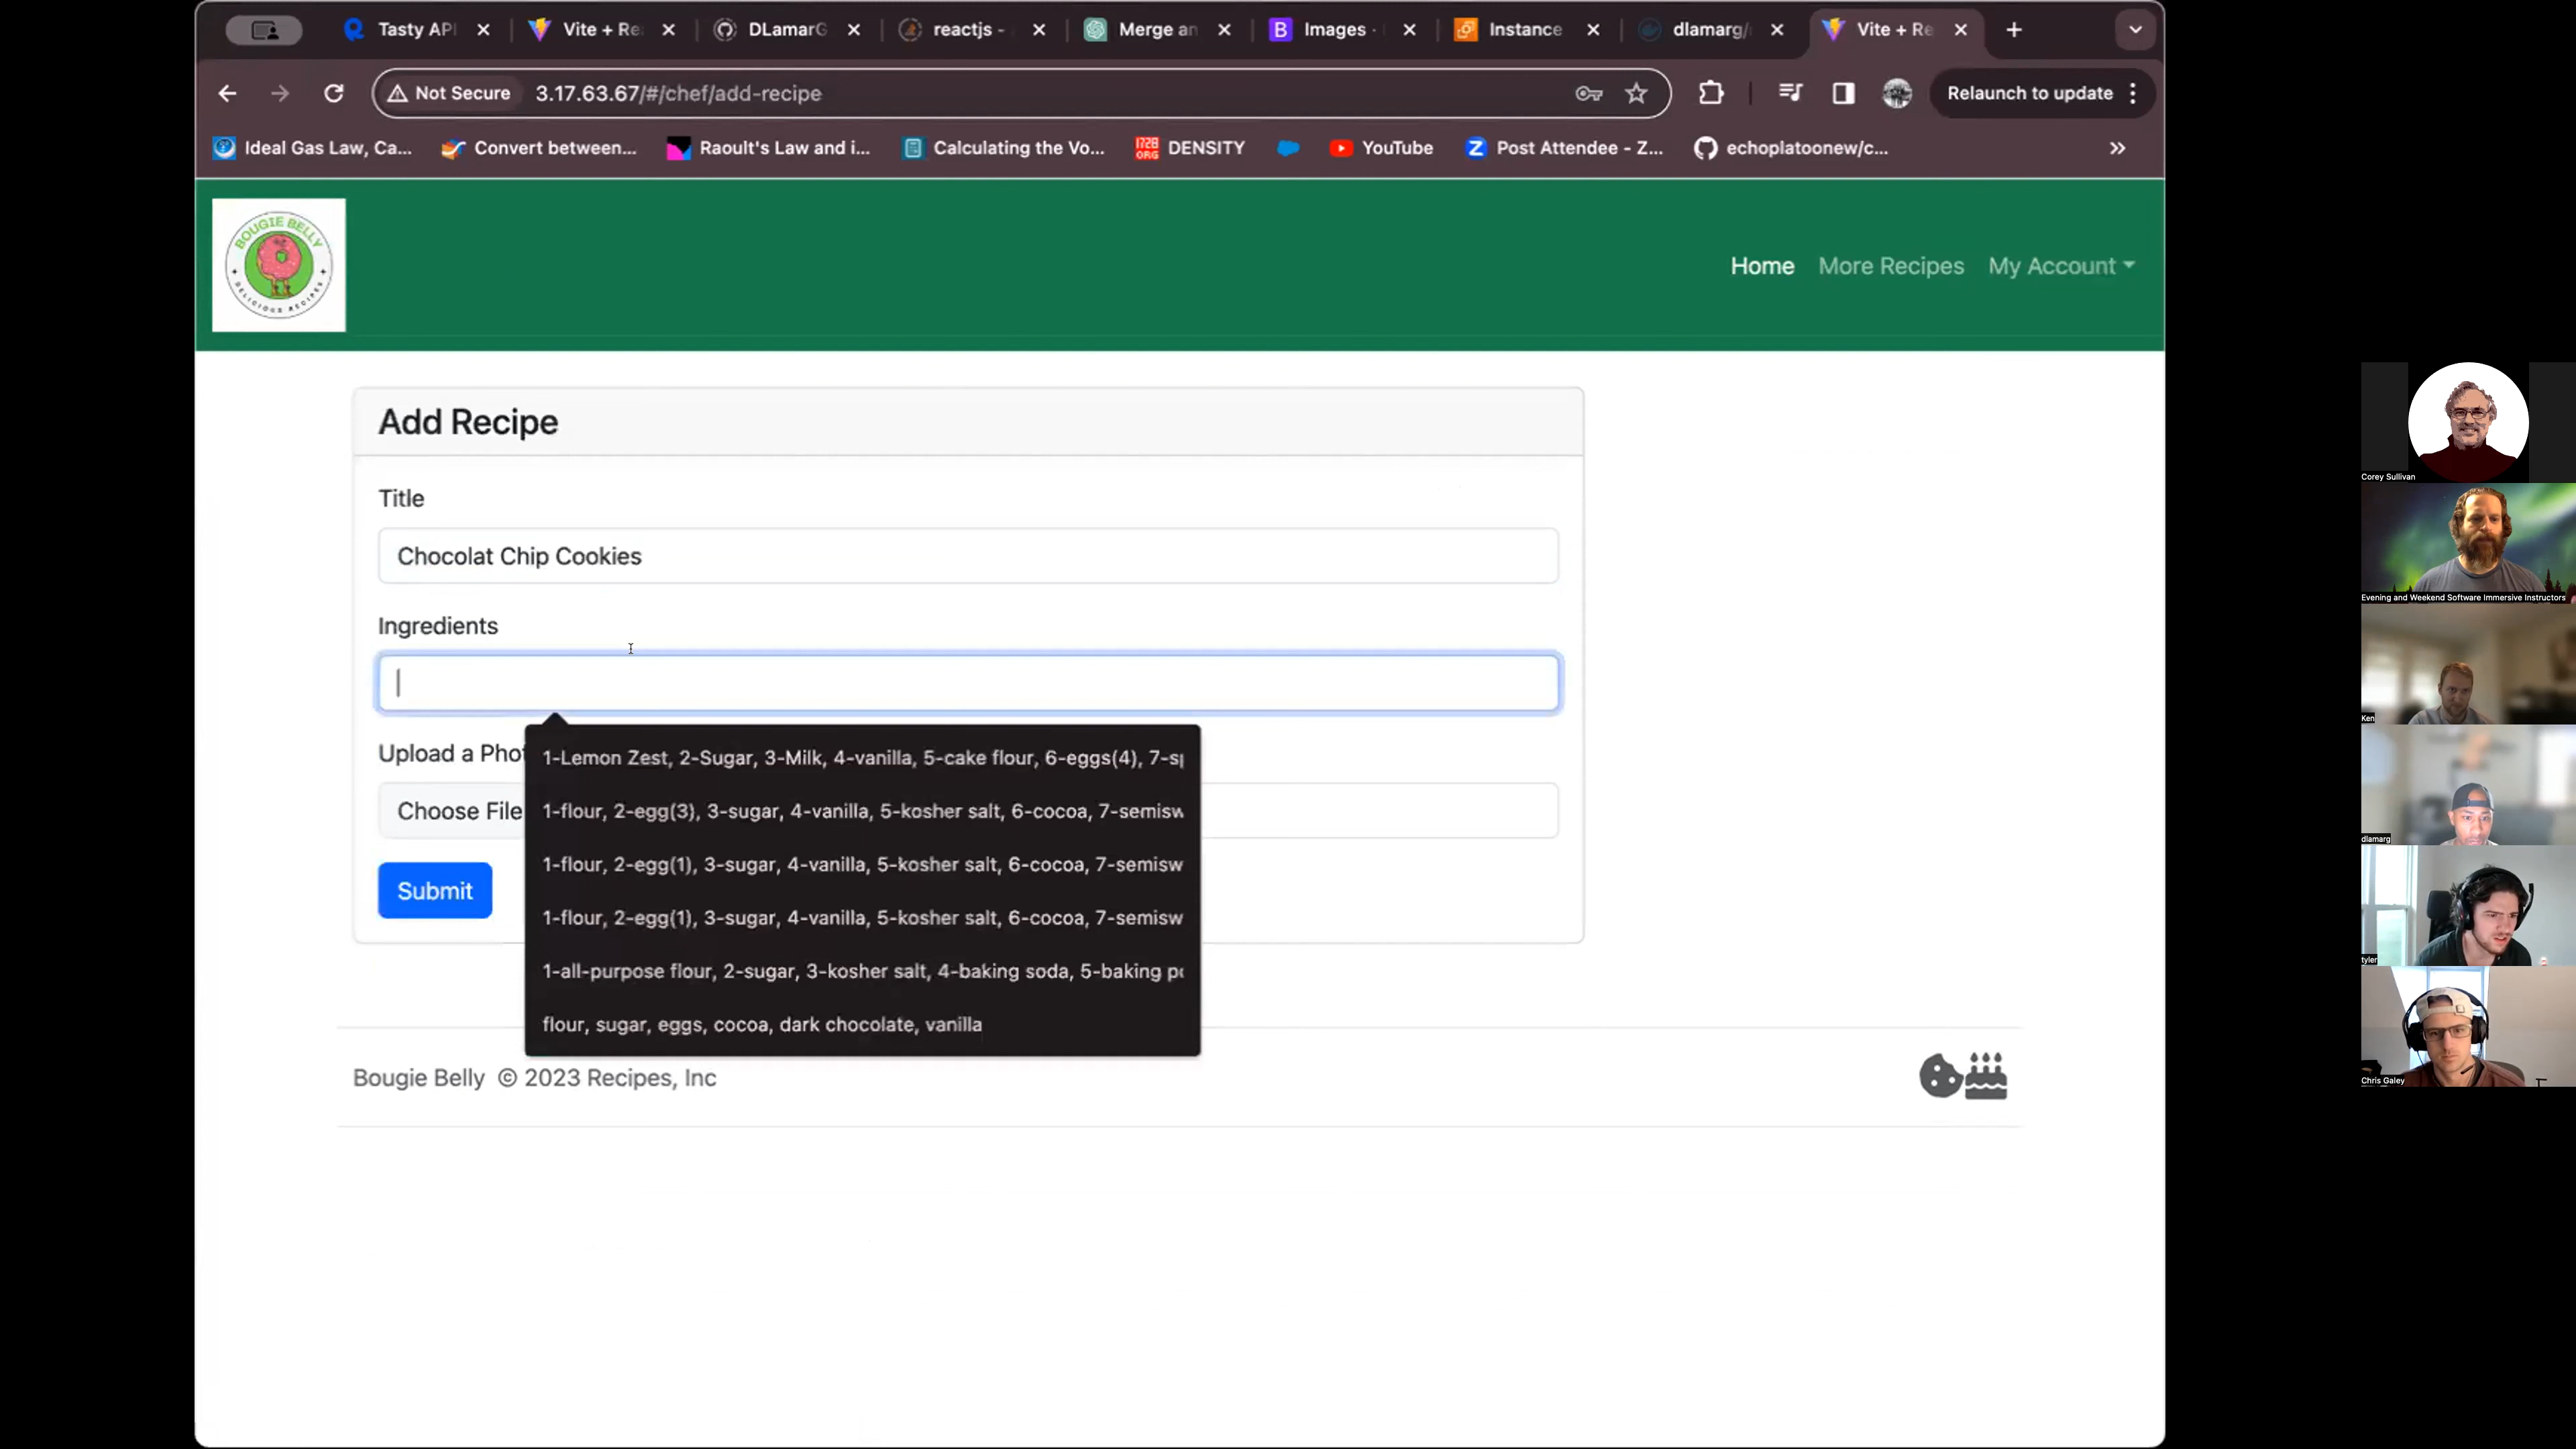 Tasty API
Vite + Re
DLamarG
reactjs -
Merge an
Images ·
Instance
dlamarg/
Vite + Re
Not Secure
3.17.63.67/#/chef/add-recipe
Relaunch to update
Ideal Gas Law, Ca...
Convert between...
Raoult's Law and i...
Calculating the Vo...
1728
ORG
DENSITY
YouTube
Post Attendee - Z...
echoplatoonew/c...
BOUGIE BELLY
DELICIOUS RECIPES
Home
More Recipes
My Account
Add Recipe
Title
Chocolat Chip Cookies
Ingredients
1-Lemon Zest, 2-Sugar, 3-Milk, 4-vanilla, 5-cake flour, 6-eggs(4), 7-sp
1-flour, 2-egg(3), 3-sugar, 4-vanilla, 5-kosher salt, 6-cocoa, 7-semisw
1-flour, 2-egg(1), 3-sugar, 4-vanilla, 5-kosher salt, 6-cocoa, 7-semisw
1-flour, 2-egg(1), 3-sugar, 4-vanilla, 5-kosher salt, 6-cocoa, 7-semisw
1-all-purpose flour, 2-sugar, 3-kosher salt, 4-baking soda, 5-baking po
flour, sugar, eggs, cocoa, dark chocolate, vanilla
Upload a Phot
Choose File
Submit
Bougie Belly © 2023 Recipes, Inc
Corey Sullivan
Evening and Weekend Software Immersive Instructors
Ken
dlamarg
tyler
Chris Galey